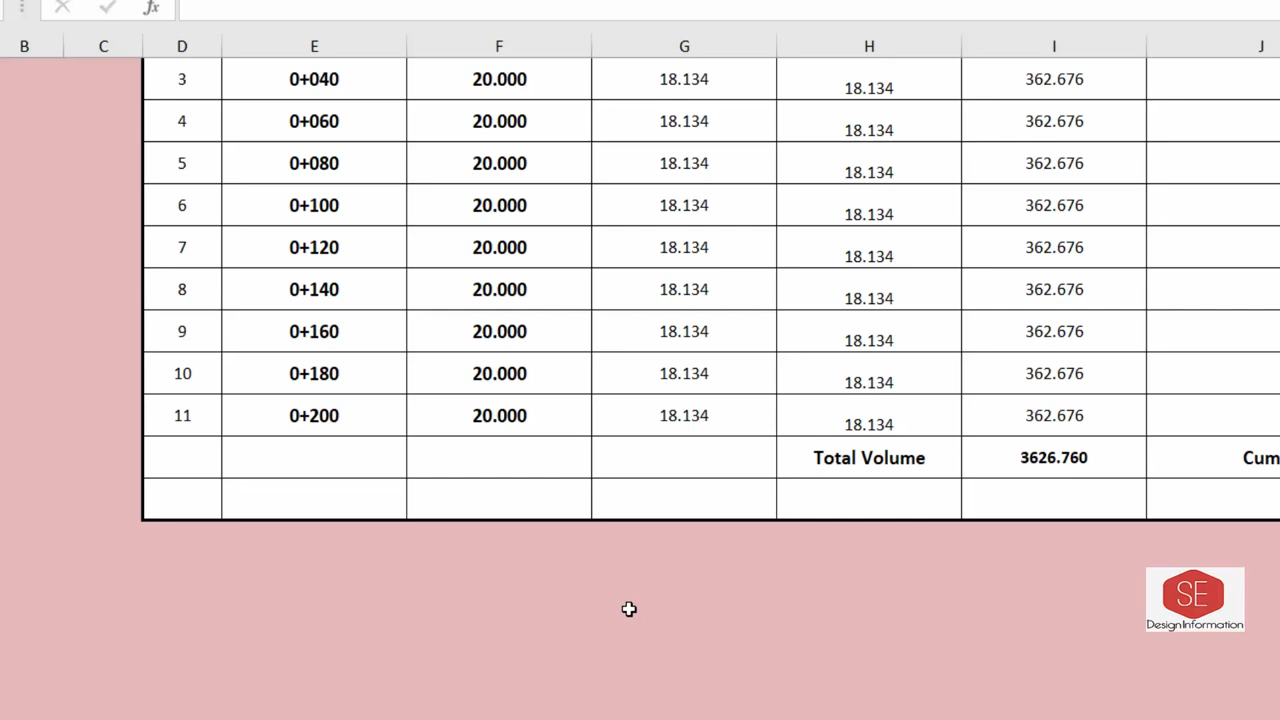 fx
B C D E F G H I J
3 0+040 20.000 18.134 18.134 362.676
4 0+060 20.000 18.134 18.134 362.676
5 0+080 20.000 18.134 18.134 362.676
6 0+100 20.000 18.134 18.134 362.676
7 0+120 20.000 18.134 18.134 362.676
8 0+140 20.000 18.134 18.134 362.676
9 0+160 20.000 18.134 18.134 362.676
10 0+180 20.000 18.134 18.134 362.676
11 0+200 20.000 18.134 18.134 362.676
Total Volume 3626.760 Cum
SE
DesignInformation